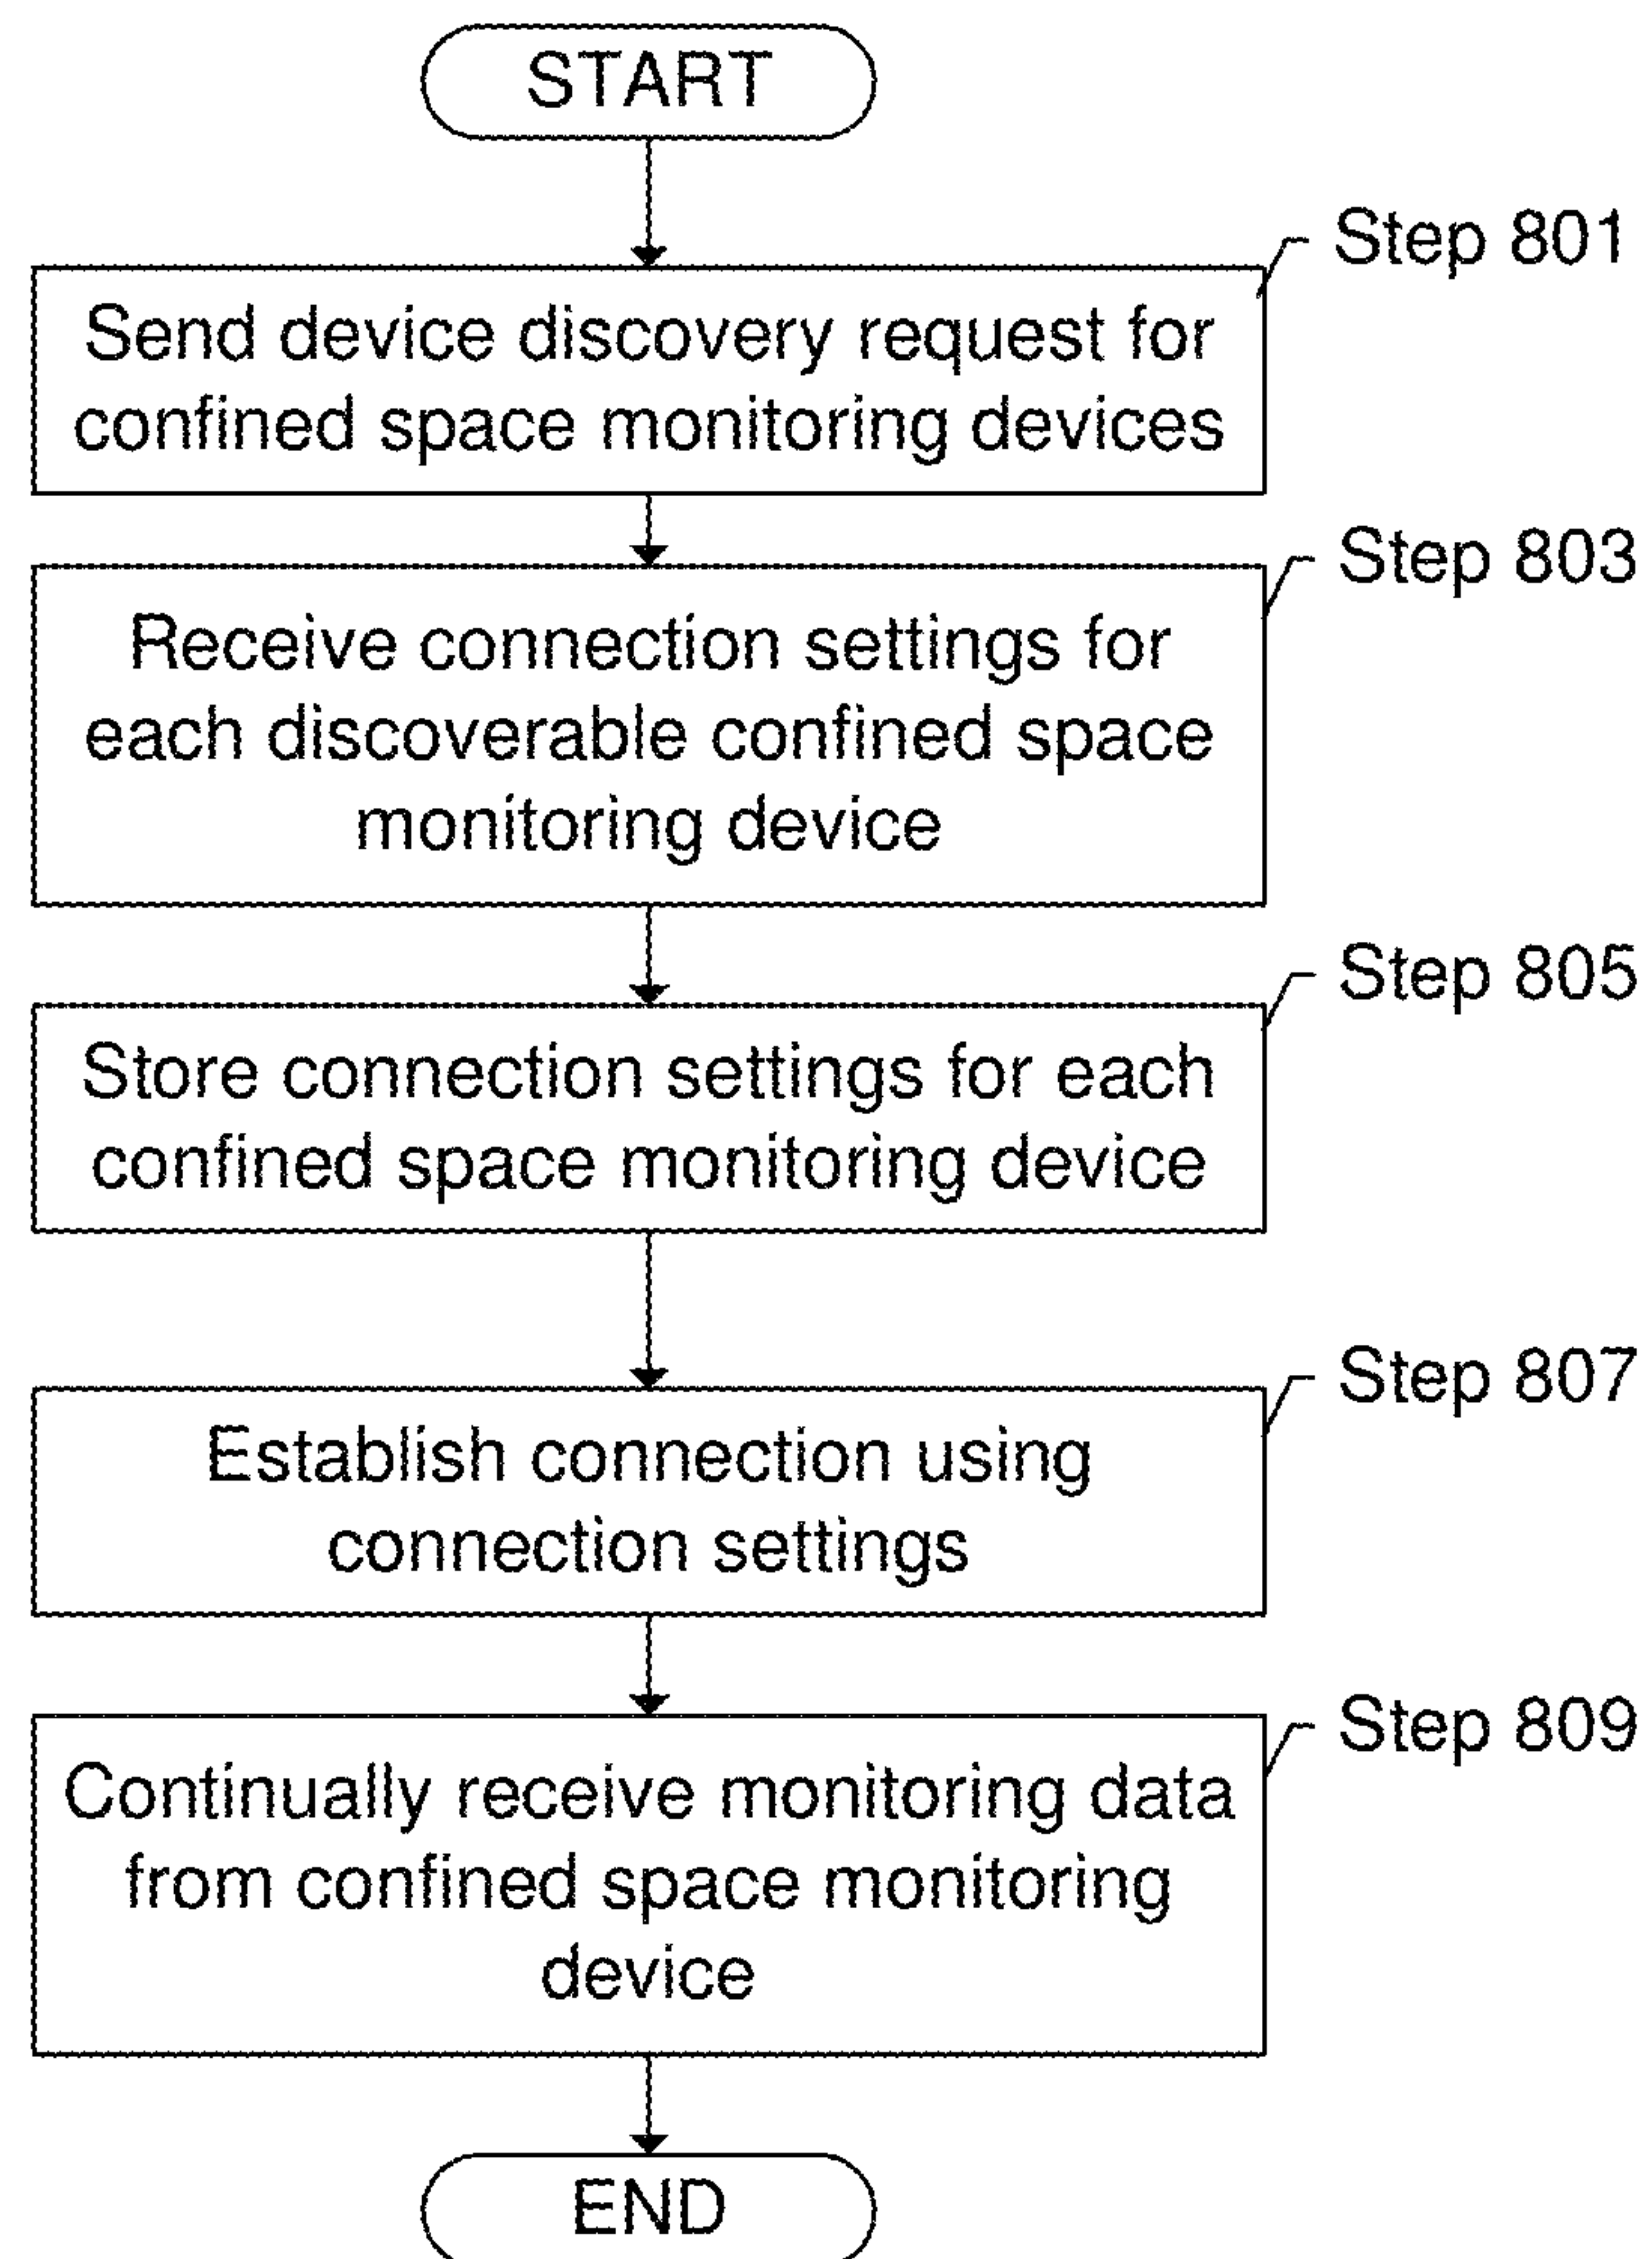 START
Step 801
Send device discovery request for
confined space monitoring devices
Step 803
Receive connection settings for
each discoverable confined space
monitoring device
Step 805
Store connection settings for each
confined space monitoring device
Step 807
Establish connection using
connection settings
Step 809
Continually receive monitoring data
from confined space monitoring
device
END